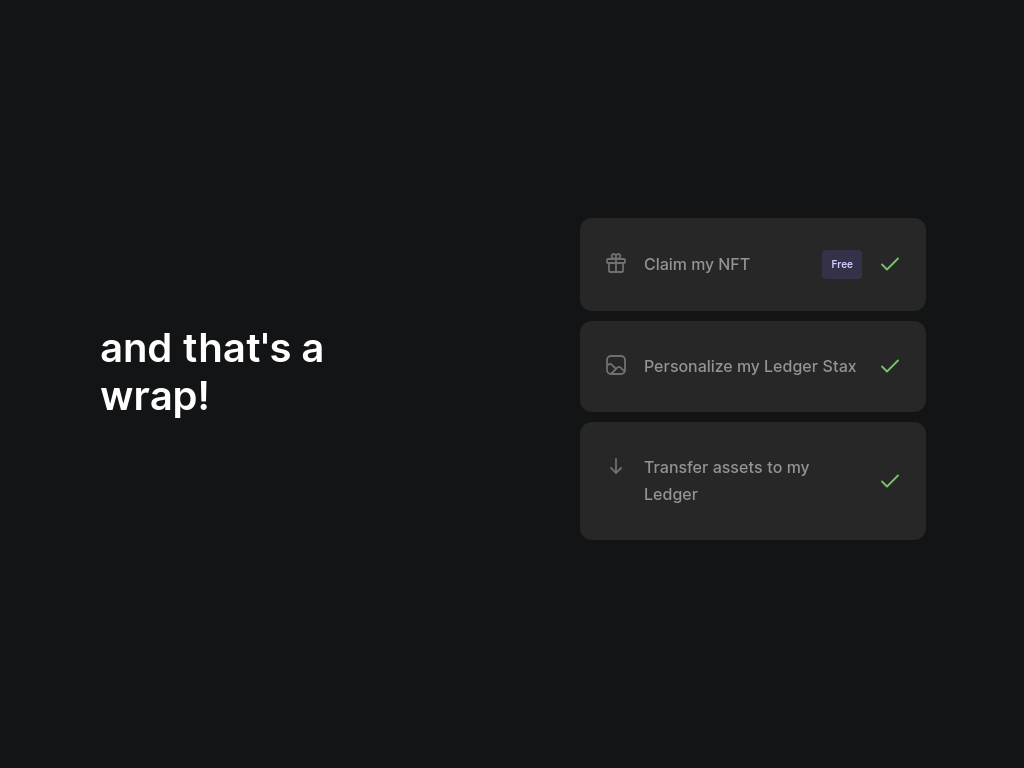 and that's a
wrap!
Claim my NFT Free
Personalize my Ledger Stax
Transfer assets to my
Ledger